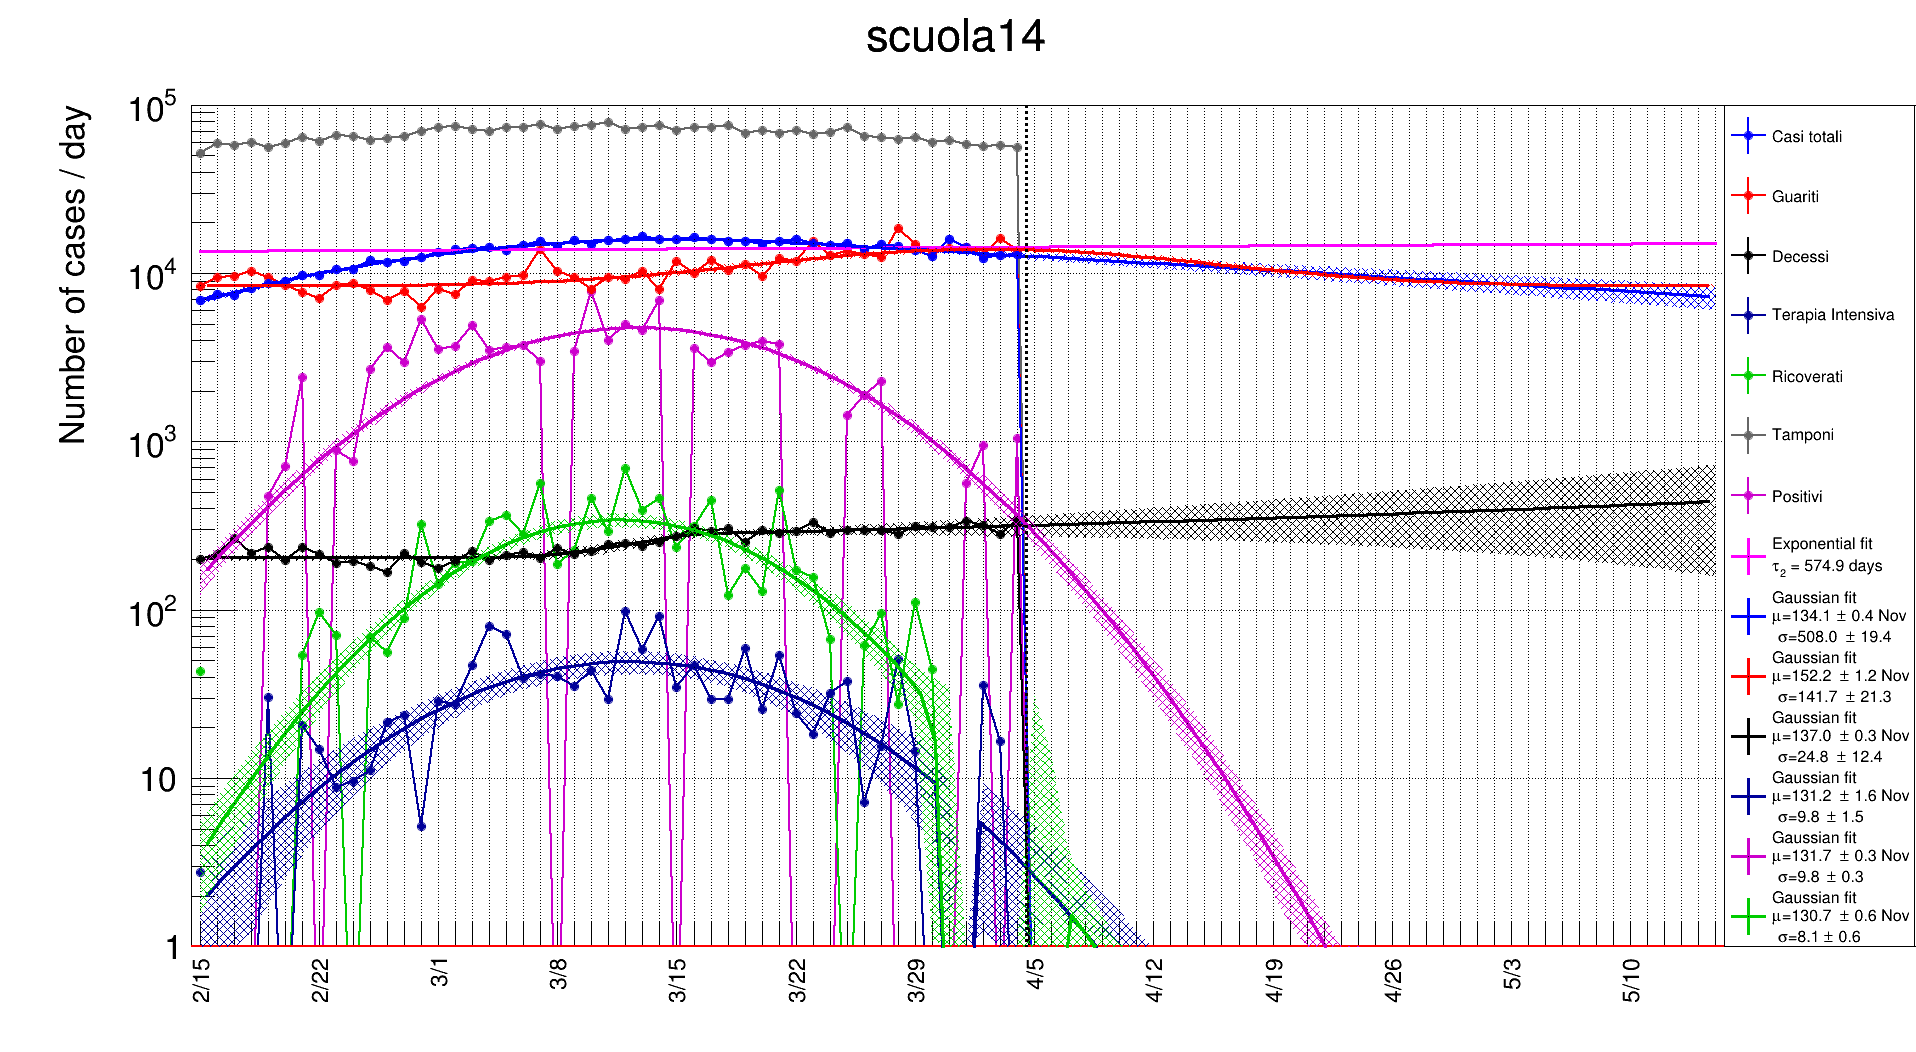 scuola14
Number of cases / day
10^5
10^4
10^3
10^2
10
1
2/15
2/22
3/1
3/8
3/15
3/22
3/29
4/5
4/12
4/19
4/26
5/3
5/10
Casi totali
Guariti
Decessi
Terapia Intensiva
Ricoverati
Tamponi
Positivi
Exponential fit
τ2 = 574.9 days
Gaussian fit
μ=134.1 ± 0.4 Nov
σ=508.0 ± 19.4
Gaussian fit
μ=152.2 ± 1.2 Nov
σ=141.7 ± 21.3
Gaussian fit
μ=137.0 ± 0.3 Nov
σ=24.8 ± 12.4
Gaussian fit
μ=131.2 ± 1.6 Nov
σ=9.8 ± 1.5
Gaussian fit
μ=131.7 ± 0.3 Nov
σ=9.8 ± 0.3
Gaussian fit
μ=130.7 ± 0.6 Nov
σ=8.1 ± 0.6